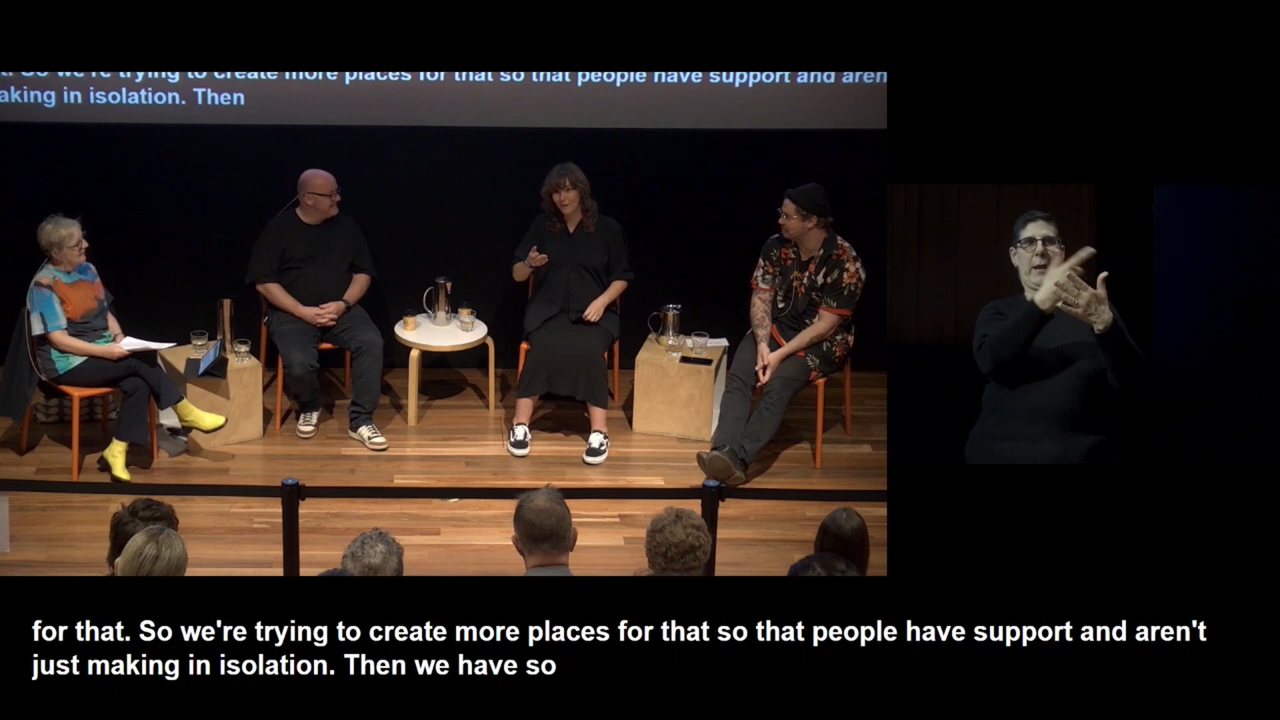 t. So we're trying to create more places for that so that people have support and aren
aking in isolation. Then
for that. So we're trying to create more places for that so that people have support and aren't
just making in isolation. Then we have so